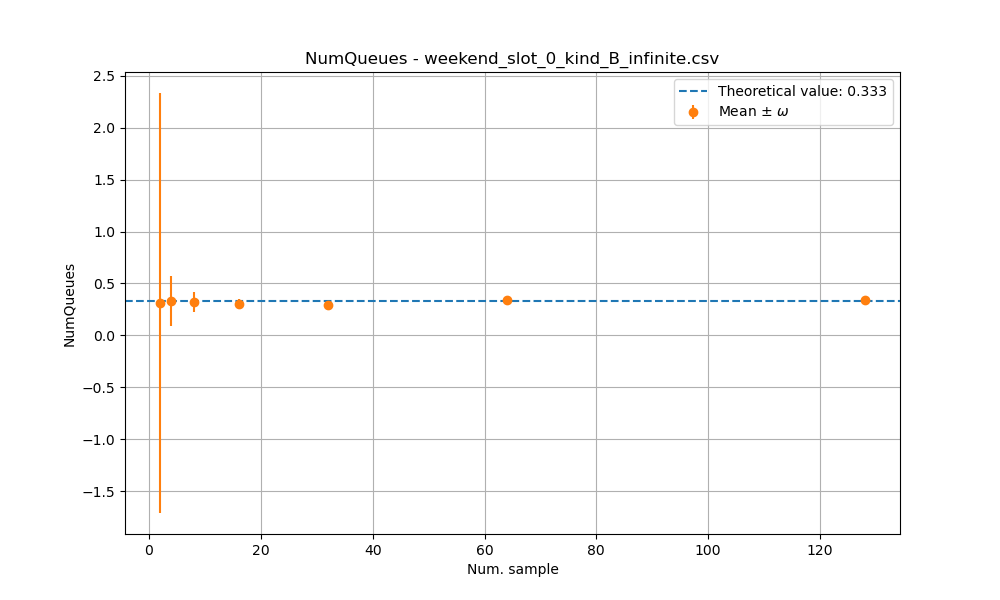 NumQueues - weekend_slot_0_kind_B_infinite.csv
Theoretical value: 0.333
Mean ± ω
2.5
2.0
1.5
1.0
0.5
0.0
−0.5
−1.0
−1.5
NumQueues
0 20 40 60 80 100 120
Num. sample